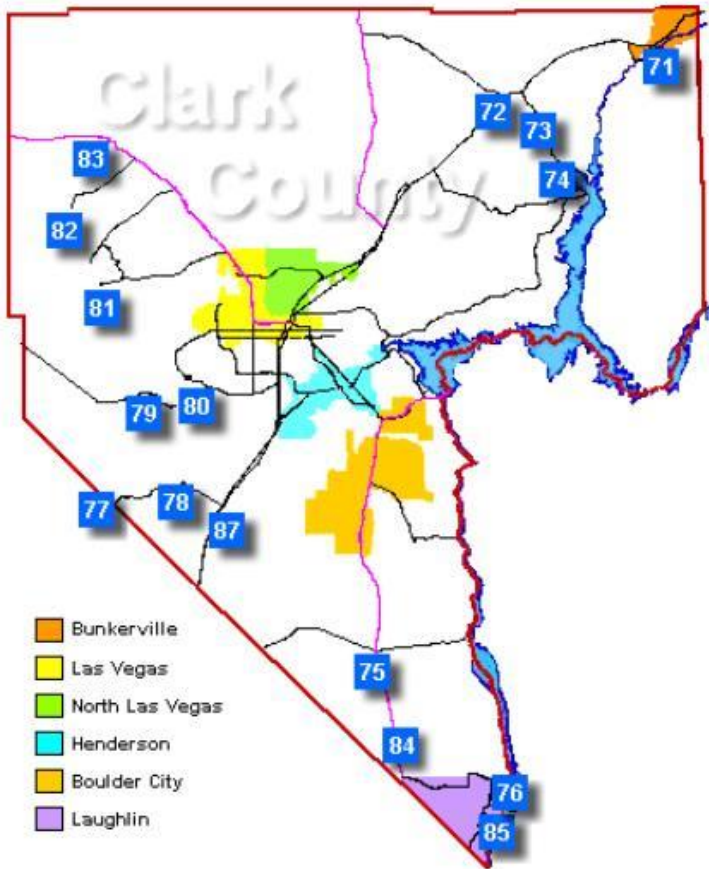 Clark
County
71
72
73
74
83
82
81
80
79
78
77
87
75
84
76
85
Bunkerville
Las Vegas
North Las Vegas
Henderson
Boulder City
Laughlin